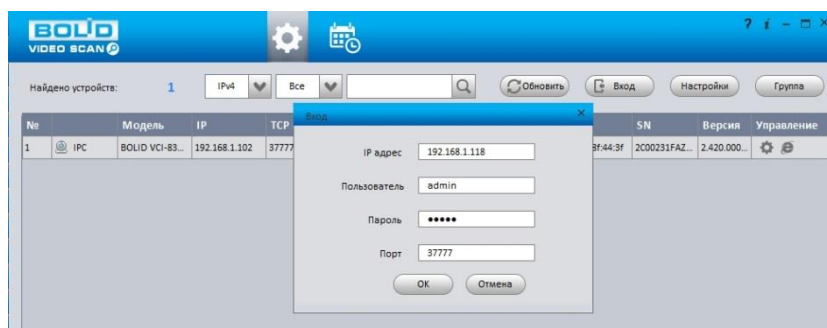 BOLID
VIDEO SCAN
? i
Найдено устройств: 1 IPv4 Все Обновить Вход Настройки Группа
№ Модель IP TCP SN Версия Управление
1 IPC BOLID VCI-83... 192.168.1.102 37777 3f:44:3f 2C00231FAZ... 2.420.000...
Вход
IP адрес 192.168.1.118
Пользователь admin
Пароль •••••
Порт 37777
ОК Отмена